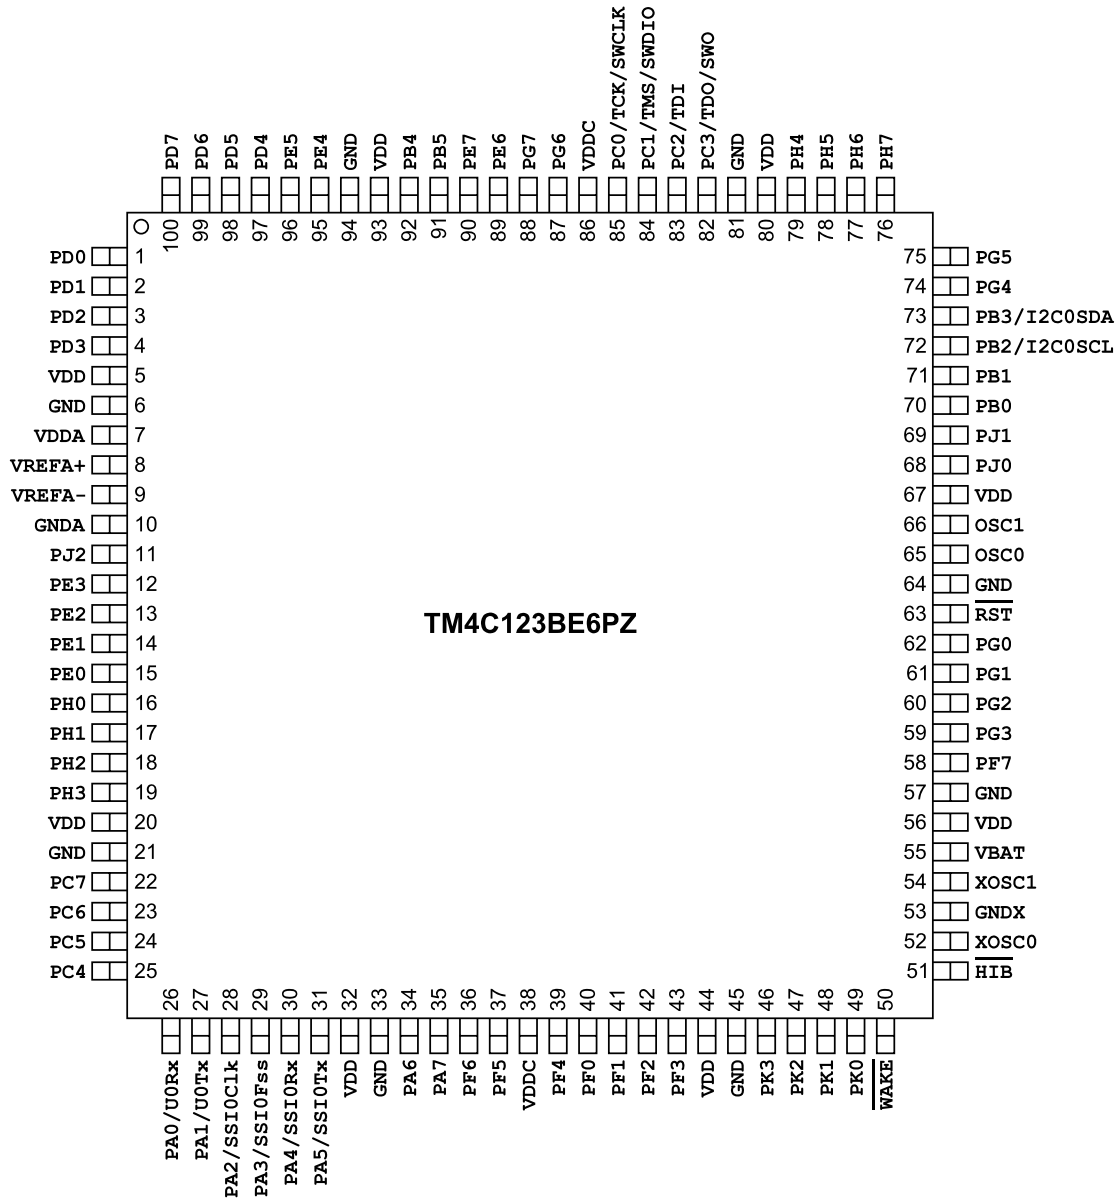 PC0/TCK/SWCLK
PC1/TMS/SWDIO
PC2/TDI
PC3/TDO/SWO
PD7 PD6 PD5 PD4 PE5 PE4 GND VDD PB4 PB5 PE7 PE6 PG7 PG6 VDDC GND VDD PH4 PH5 PH6 PH7
100 99 98 97 96 95 94 93 92 91 90 89 88 87 86 85 84 83 82 81 80 79 78 77 76
PD0 1 75 PG5
PD1 2 74 PG4
PD2 3 73 PB3/I2C0SDA
PD3 4 72 PB2/I2C0SCL
VDD 5 71 PB1
GND 6 70 PB0
VDDA 7 69 PJ1
VREFA+ 8 68 PJ0
VREFA- 9 67 VDD
GNDA 10 66 OSC1
PJ2 11 65 OSC0
PE3 12 64 GND
PE2 13 63 RST
TM4C123BE6PZ
PE1 14 62 PG0
PE0 15 61 PG1
PH0 16 60 PG2
PH1 17 59 PG3
PH2 18 58 PF7
PH3 19 57 GND
VDD 20 56 VDD
GND 21 55 VBAT
PC7 22 54 XOSC1
PC6 23 53 GNDX
PC5 24 52 XOSC0
PC4 25 51 HIB
26 27 28 29 30 31 32 33 34 35 36 37 38 39 40 41 42 43 44 45 46 47 48 49 50
PA0/U0Rx
PA1/U0Tx
PA2/SSI0Clk
PA3/SSI0Fss
PA4/SSI0Rx
PA5/SSI0Tx
VDD GND PA6 PA7 PF6 PF5 VDDC PF4 PF0 PF1 PF2 PF3 VDD GND PK3 PK2 PK1 PK0 WAKE